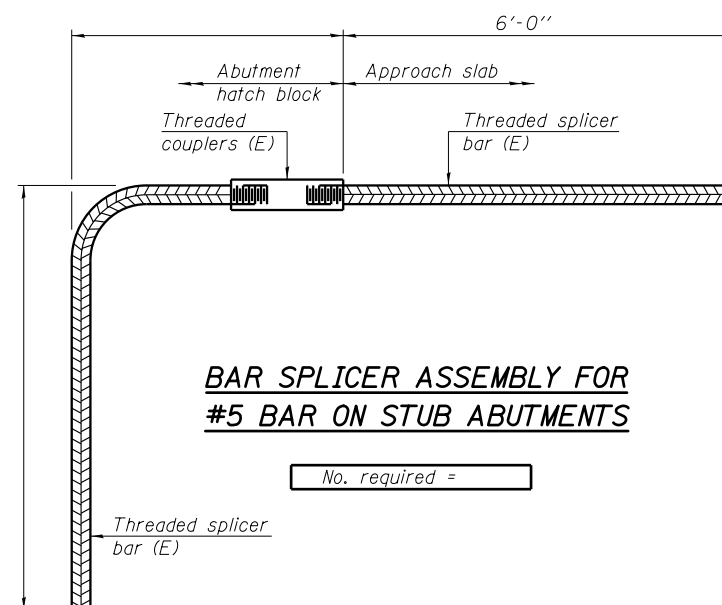 6'-0''
Abutment
hatch block
Approach slab
Threaded
couplers (E)
Threaded splicer
bar (E)
BAR SPLICER ASSEMBLY FOR
#5 BAR ON STUB ABUTMENTS
No. required =
Threaded splicer
bar (E)